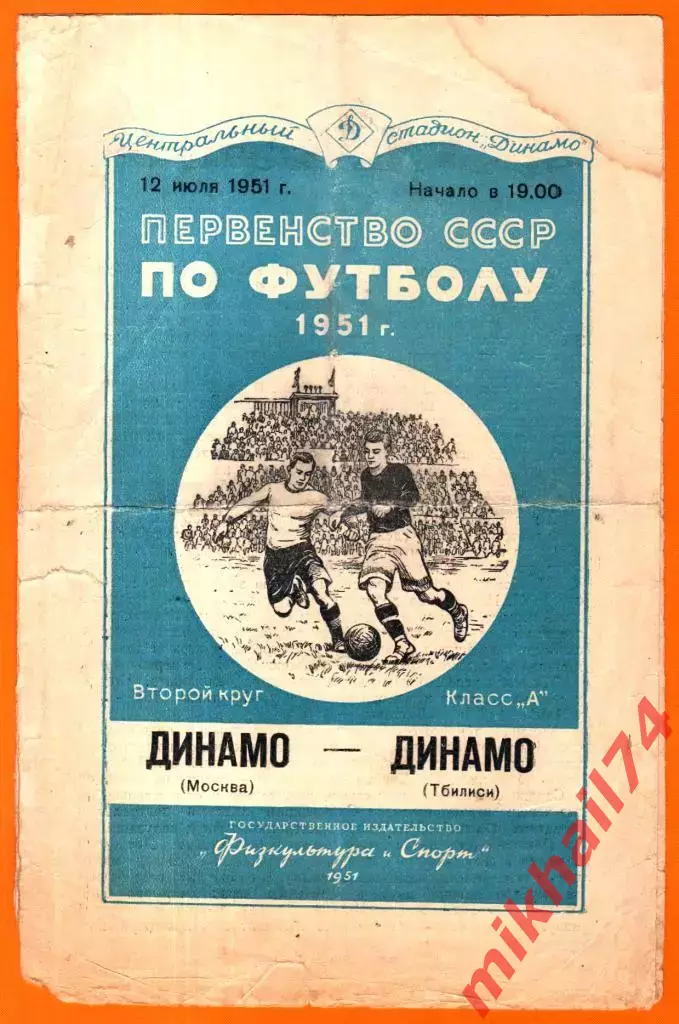 Центральный стадион „Динамо"
Д
12 июля 1951 г. Начало в 19.00
ПЕРВЕНСТВО СССР
ПО ФУТБОЛУ
1951 г.
Второй круг Класс „А"
ДИНАМО — ДИНАМО
(Москва) (Тбилиси)
ГОСУДАРСТВЕННОЕ ИЗДАТЕЛЬСТВО
„Физкультура и Спорт"
1951
mikhail74